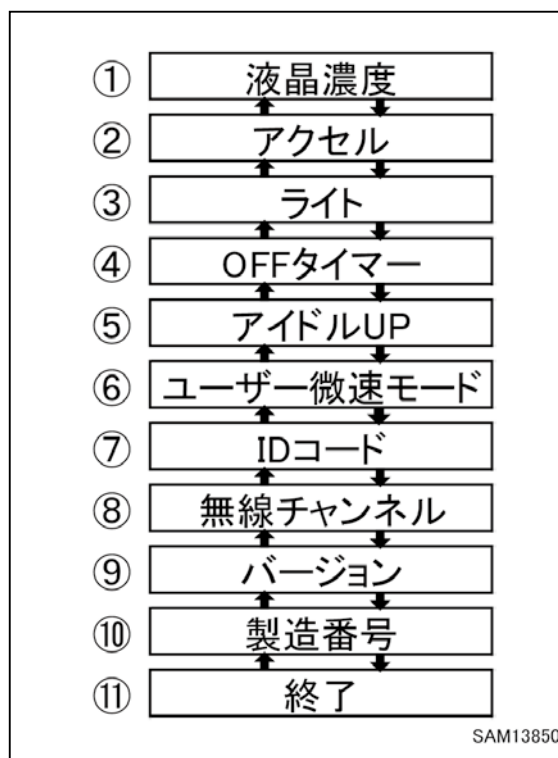 ① 液晶濃度
② アクセル
③ ライト
④ OFFタイマー
⑤ アイドルUP
⑥ ユーザー微速モード
⑦ IDコード
⑧ 無線チャンネル
⑨ バージョン
⑩ 製造番号
⑪ 終了
SAM13850